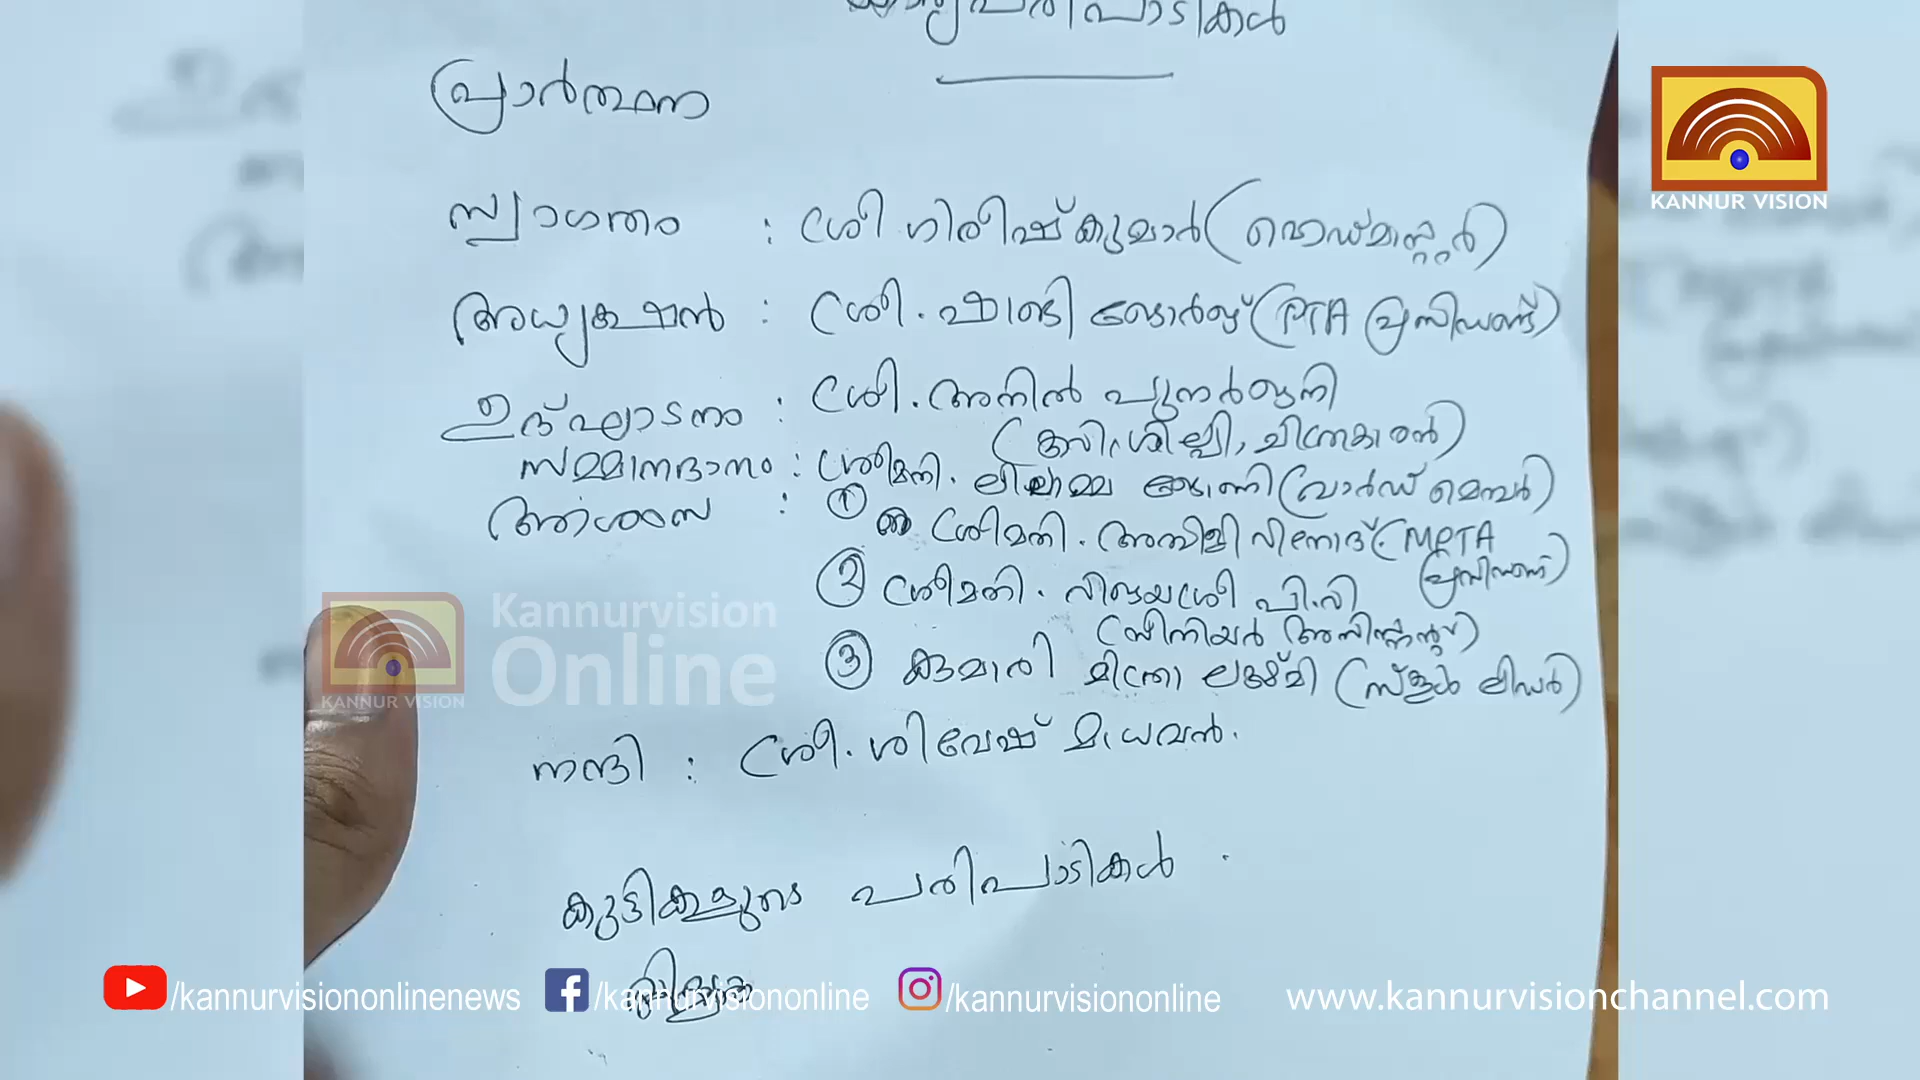 കാര്യപരിപാടികൾ
പ്രാർത്ഥന
സ്വാഗതം : ശ്രീ ഗിരീഷ് കുമാർ (ഹെഡ്മാസ്റ്റർ)
അധ്യക്ഷൻ : ശ്രീ. ഷാജി ജോർജ് (PTA പ്രസിഡണ്ട്)
ഉദ്ഘാടനം : ശ്രീ. അനിൽ പുനർജനി
(കവി, ശില്പി, ചിത്രകാരൻ)
സമ്മാനദാനം : ശ്രീമതി. ലീലാമ്മ ജോണി (വാർഡ് മെമ്പർ)
ആശംസ : ① ശ്രീമതി. അമ്പിളി വിനോദ് (MPTA
പ്രസിഡണ്ട്)
② ശ്രീമതി. വിജയശ്രീ പി.വി
(സീനിയർ അസിസ്റ്റന്റ്)
③ കുമാരി മിത്രാ ലക്ഷ്മി (സ്കൂൾ ലീഡർ)
നന്ദി : ശ്രീ. ശിവേഷ് മാധവൻ.
കുട്ടികളുടെ പരിപാടികൾ.
KANNUR VISION
Kannurvision
Online
KANNUR VISION
/kannurvisiononlinenews
/kannurvisiononline
/kannurvisiononline
www.kannurvisionchannel.com